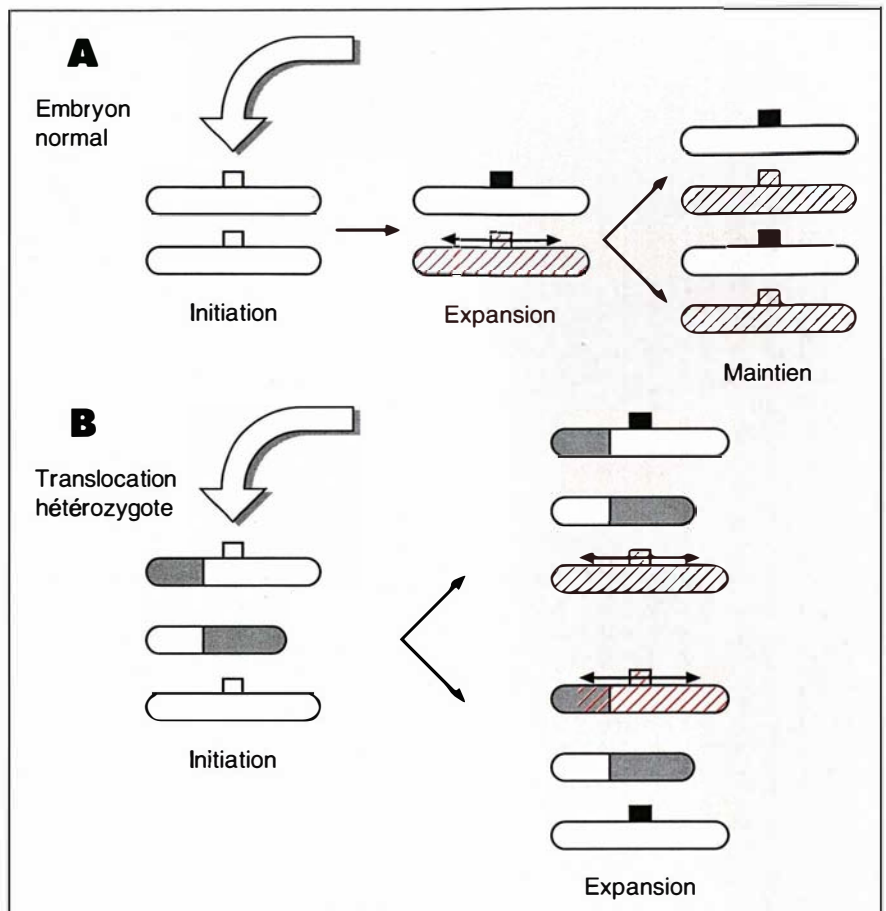 A
Embryon
normal
Initiation
Expansion
Maintien
B
Translocation
hétérozygote
Initiation
Expansion